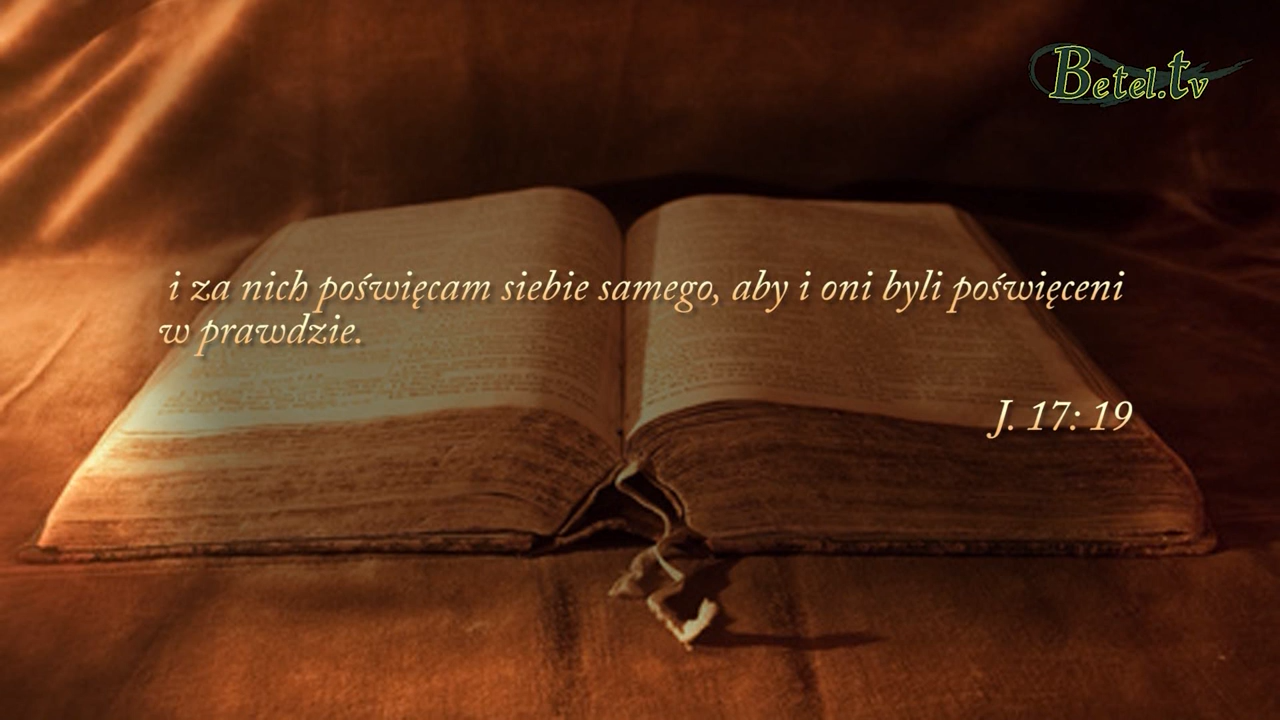 Betel.tv
i za nich poświęcam siebie samego, aby i oni byli poświęceni
w prawdzie.
J. 17: 19